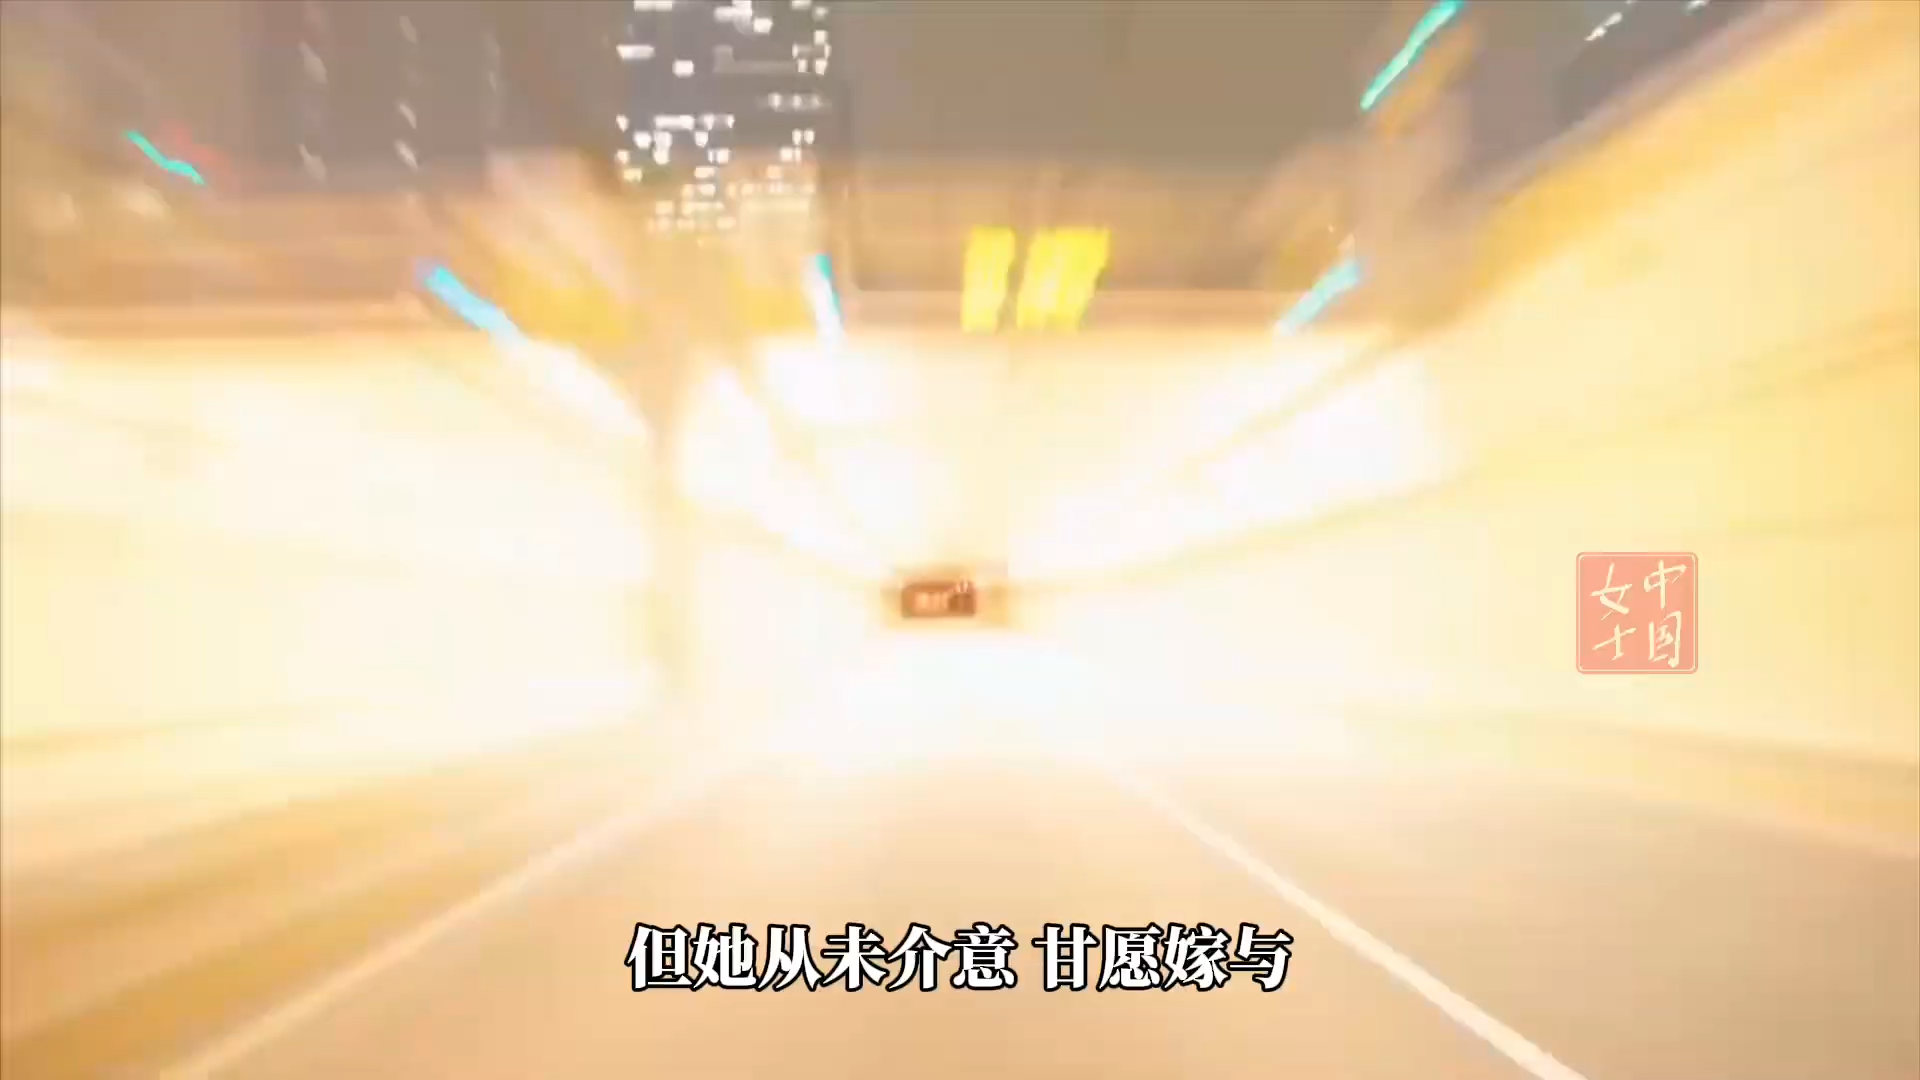 中国
女士
但她从未介意 甘愿嫁与